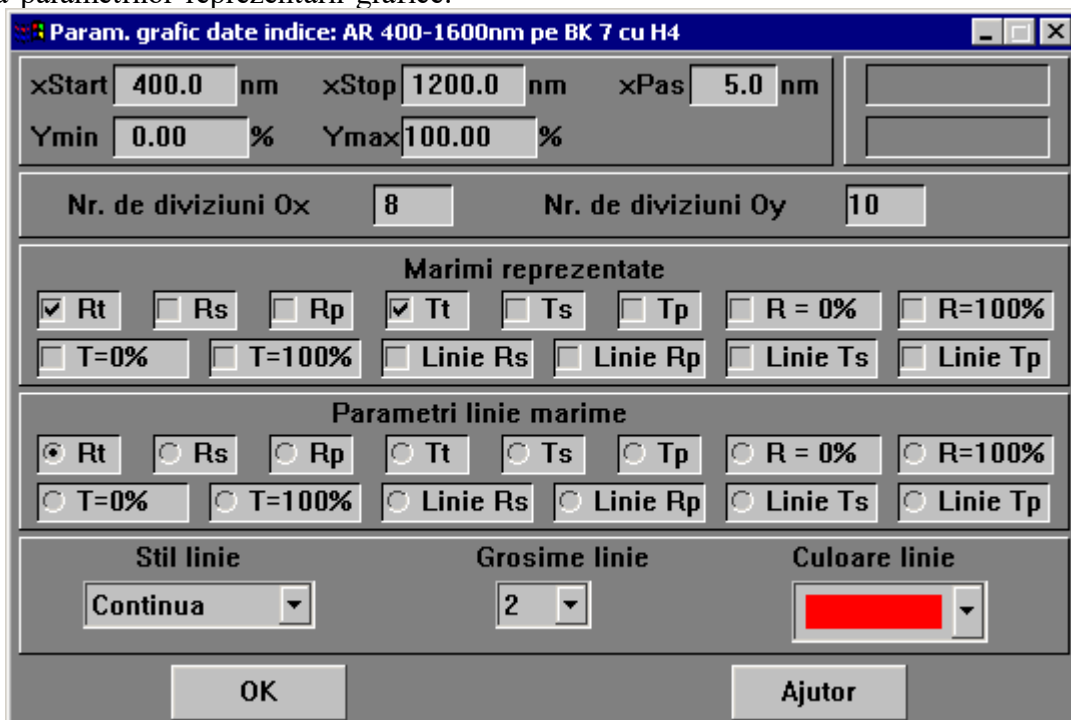 a parametrilor reprezentarii grafice.
Param. grafic date indice: AR 400-1600nm pe BK 7 cu H4
xStart 400.0 nm xStop 1200.0 nm xPas 5.0 nm
Ymin 0.00 % Ymax 100.00 %
Nr. de diviziuni Ox 8 Nr. de diviziuni Oy 10
Marimi reprezentate
Rt Rs Rp Tt Ts Tp R = 0% R=100%
T=0% T=100% Linie Rs Linie Rp Linie Ts Linie Tp
Parametri linie marime
Rt Rs Rp Tt Ts Tp R = 0% R=100%
T=0% T=100% Linie Rs Linie Rp Linie Ts Linie Tp
Stil linie Grosime linie Culoare linie
Continua 2
OK Ajutor